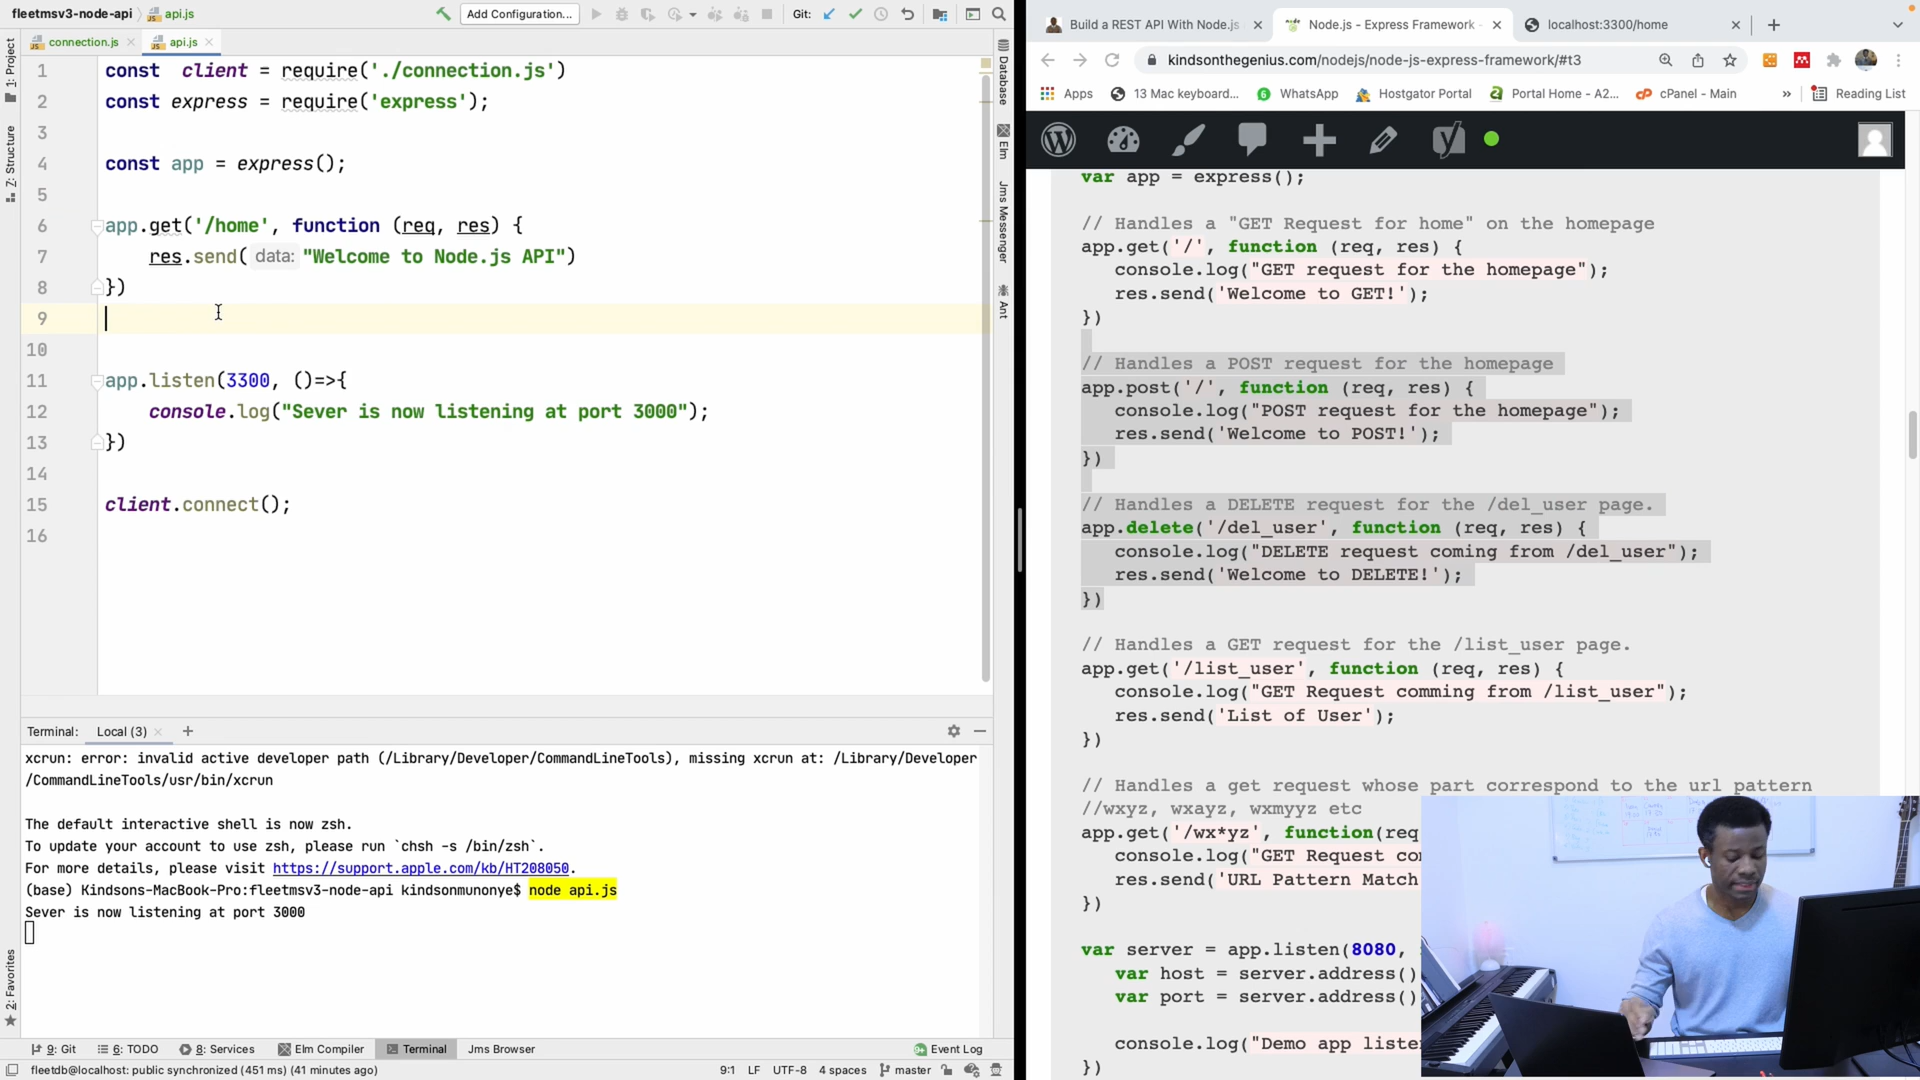 fleetmsv3-node-api
api.js
Add Configuration...
Git:
connection.js
api.js
1: Project
Z: Structure
2: Favorites
1 const client = require('./connection.js')
2 const express = require('express');
3
4 const app = express();
5
6 app.get('/home', function (req, res) {
7 res.send( data: "Welcome to Node.js API")
8 })
9
10
11 app.listen(3300, ()=>{
12 console.log("Sever is now listening at port 3000");
13 })
14
15 client.connect();
16
Database
Elm
Jms Messenger
Ant
Terminal: Local (3) +
xcrun: error: invalid active developer path (/Library/Developer/CommandLineTools), missing xcrun at: /Library/Developer
/CommandLineTools/usr/bin/xcrun
The default interactive shell is now zsh.
To update your account to use zsh, please run `chsh -s /bin/zsh`.
For more details, please visit https://support.apple.com/kb/HT208050.
(base) Kindsons-MacBook-Pro:fleetmsv3-node-api kindsonmunonye$ node api.js
Sever is now listening at port 3000
9: Git 6: TODO 8: Services Elm Compiler Terminal Jms Browser Event Log
fleetdb@localhost: public synchronized (451 ms) (41 minutes ago) 9:1 LF UTF-8 4 spaces master
Build a REST API With Node.js
Node.js - Express Framework -
localhost:3300/home
kindsonthegenius.com/nodejs/node-js-express-framework/#t3
Apps 13 Mac keyboard... WhatsApp Hostgator Portal Portal Home - A2... cPanel - Main » Reading List
var app = express();
// Handles a "GET Request for home" on the homepage
app.get('/', function (req, res) {
console.log("GET request for the homepage");
res.send('Welcome to GET!');
})
// Handles a POST request for the homepage
app.post('/', function (req, res) {
console.log("POST request for the homepage");
res.send('Welcome to POST!');
})
// Handles a DELETE request for the /del_user page.
app.delete('/del_user', function (req, res) {
console.log("DELETE request coming from /del_user");
res.send('Welcome to DELETE!');
})
// Handles a GET request for the /list_user page.
app.get('/list_user', function (req, res) {
console.log("GET Request comming from /list_user");
res.send('List of User');
})
// Handles a get request whose part correspond to the url pattern
//wxyz, wxayz, wxmyyz etc
app.get('/wx*yz', function(req
console.log("GET Request co
res.send('URL Pattern Match
})
var server = app.listen(8080,
var host = server.address()
var port = server.address()
console.log("Demo app liste
})